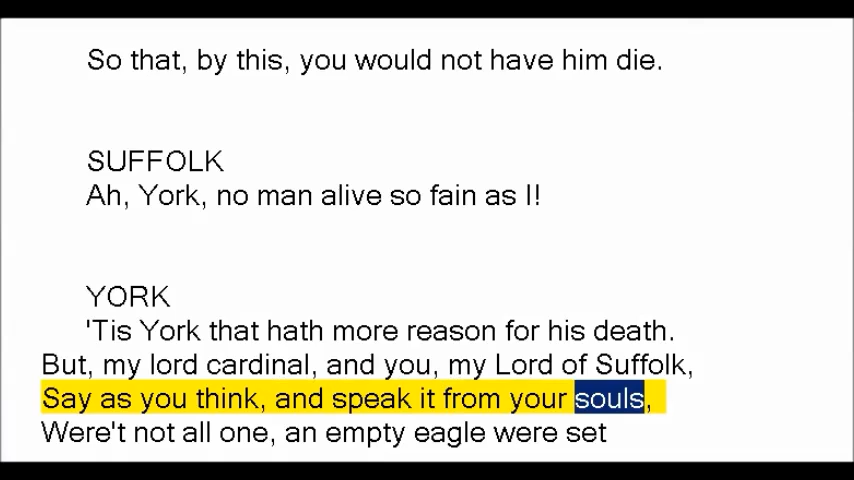 So that, by this, you would not have him die.
SUFFOLK
Ah, York, no man alive so fain as I!
YORK
'Tis York that hath more reason for his death.
But, my lord cardinal, and you, my Lord of Suffolk,
Say as you think, and speak it from your souls,
Were't not all one, an empty eagle were set